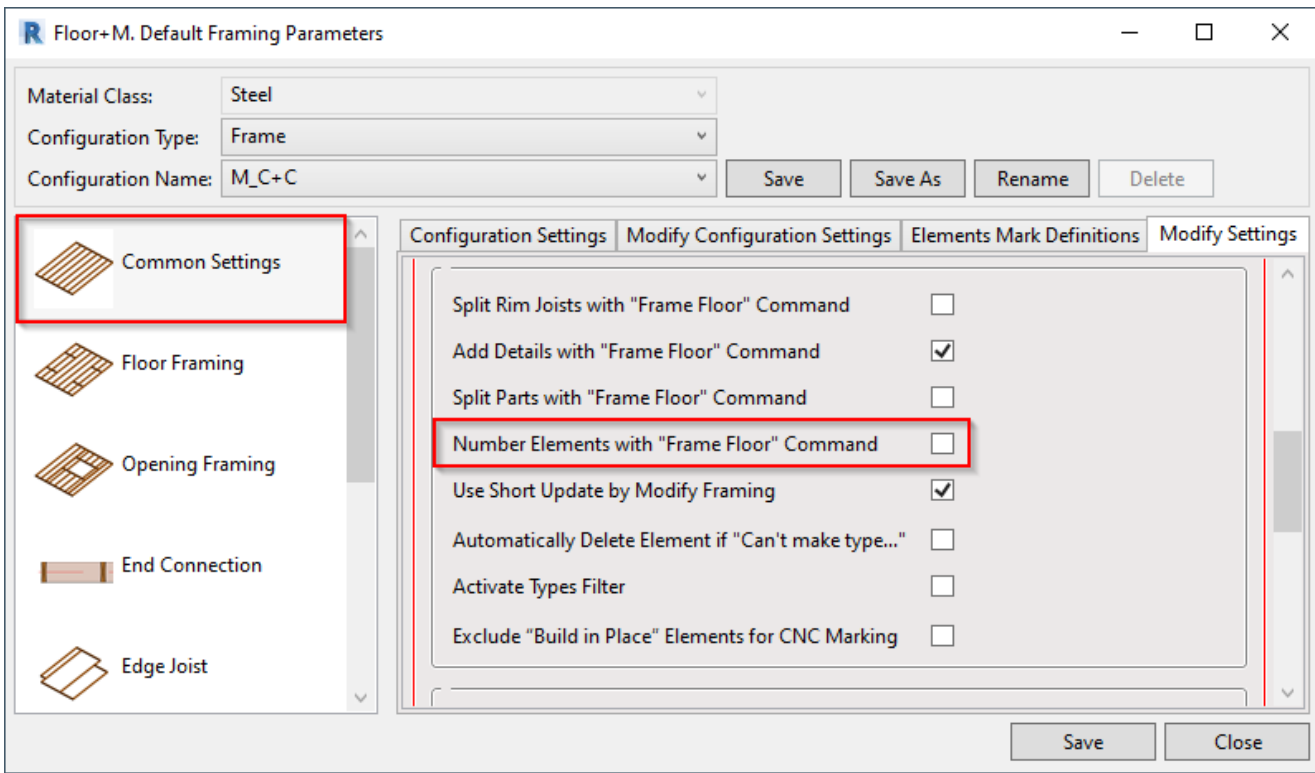 Floor+M. Default Framing Parameters
Material Class: Steel
Configuration Type: Frame
Configuration Name: M_C+C Save Save As Rename Delete
Common Settings
Floor Framing
Opening Framing
End Connection
Edge Joist
Configuration Settings Modify Configuration Settings Elements Mark Definitions Modify Settings
Split Rim Joists with "Frame Floor" Command
Add Details with "Frame Floor" Command
Split Parts with "Frame Floor" Command
Number Elements with "Frame Floor" Command
Use Short Update by Modify Framing
Automatically Delete Element if "Can't make type..."
Activate Types Filter
Exclude “Build in Place” Elements for CNC Marking
Save Close